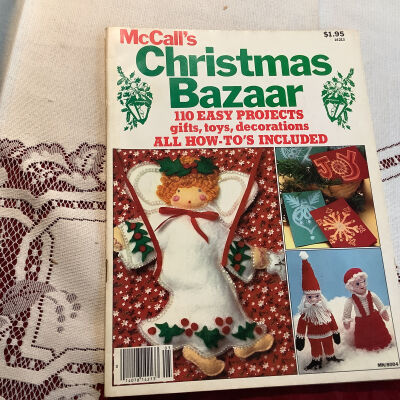 McCall's
$1.95
Christmas
Bazaar
110 EASY PROJECTS
gifts, toys, decorations
ALL HOW-TO'S INCLUDED
JOY